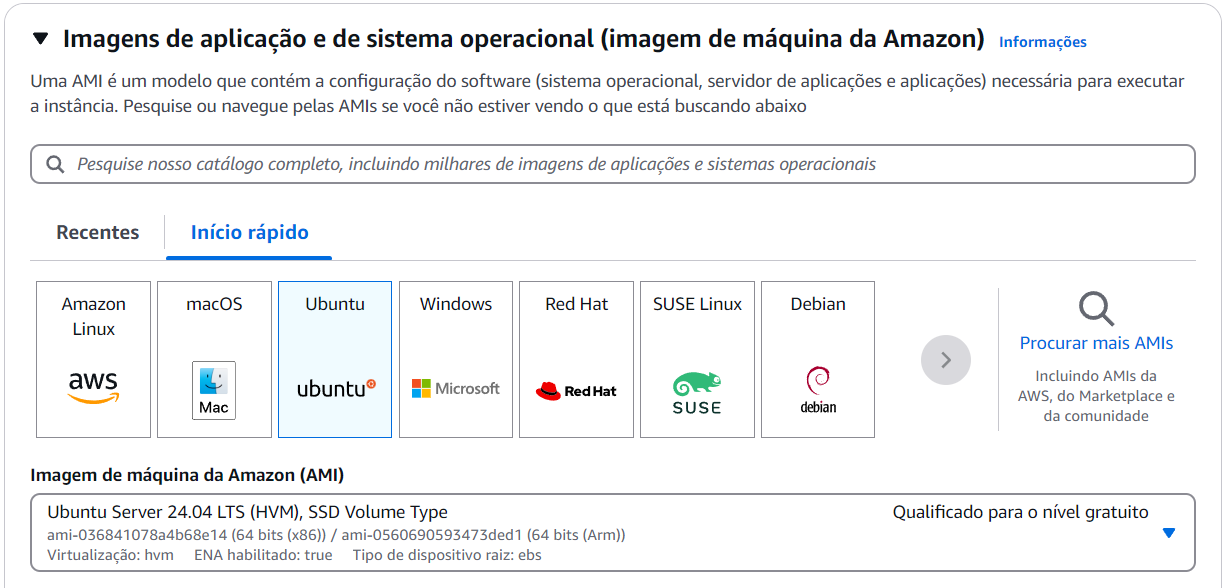 Imagens de aplicação e de sistema operacional (imagem de máquina da Amazon) Informações
Uma AMI é um modelo que contém a configuração do software (sistema operacional, servidor de aplicações e aplicações) necessária para executar
a instância. Pesquise ou navegue pelas AMIs se você não estiver vendo o que está buscando abaixo
Pesquise nosso catálogo completo, incluindo milhares de imagens de aplicações e sistemas operacionais
Recentes
Início rápido
Amazon
Linux
aws
macOS
Mac
Ubuntu
ubuntu
Windows
Microsoft
Red Hat
Red Hat
SUSE Linux
SUSE
Debian
debian
Procurar mais AMIs
Incluindo AMIs da
AWS, do Marketplace e
da comunidade
Imagem de máquina da Amazon (AMI)
Ubuntu Server 24.04 LTS (HVM), SSD Volume Type
Qualificado para o nível gratuito
ami-036841078a4b68e14 (64 bits (x86)) / ami-0560690593473ded1 (64 bits (Arm))
Virtualização: hvm ENA habilitado: true Tipo de dispositivo raiz: ebs